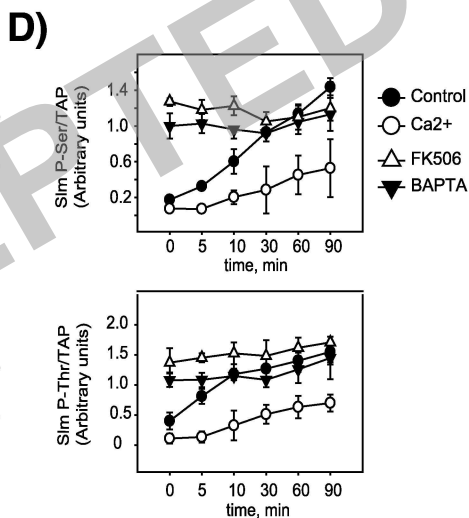 D)
Slm P-Ser/TAP
(Arbitrary units)
1.4
1.0
0.6
0.2
0 5 10 30 60 90
time, min
Control
Ca2+
FK506
BAPTA
Slm P-Thr/TAP
(Arbitrary units)
2.0
1.5
1.0
0.5
0
0 5 10 30 60 90
time, min
PTED